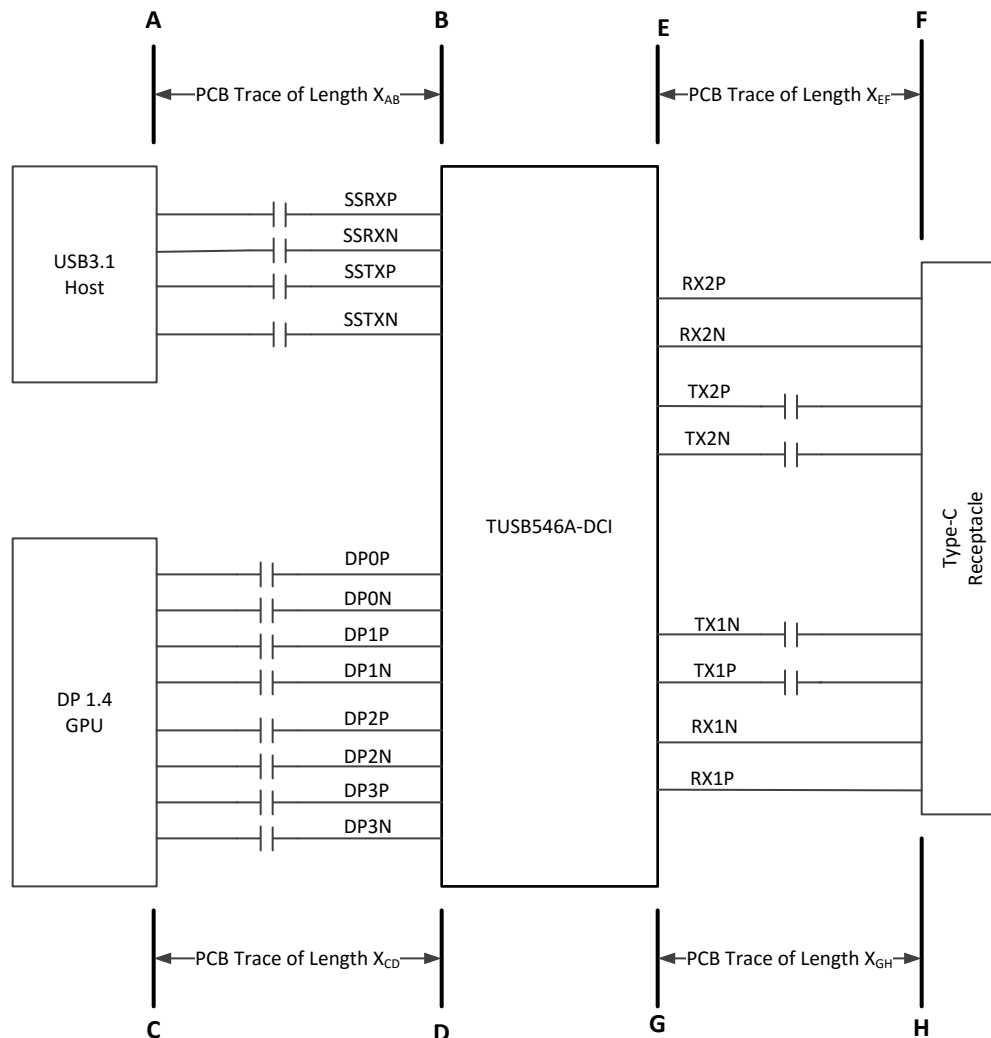 A
B
E
F
PCB Trace of Length XAB
PCB Trace of Length XEF
USB3.1
Host
SSRXP
SSRXN
SSTXP
SSTXN
RX2P
RX2N
TX2P
TX2N
TUSB546A-DCI
Type-C
Receptacle
DP 1.4
GPU
DP0P
DP0N
DP1P
DP1N
DP2P
DP2N
DP3P
DP3N
TX1N
TX1P
RX1N
RX1P
PCB Trace of Length XCD
PCB Trace of Length XGH
C
D
G
H